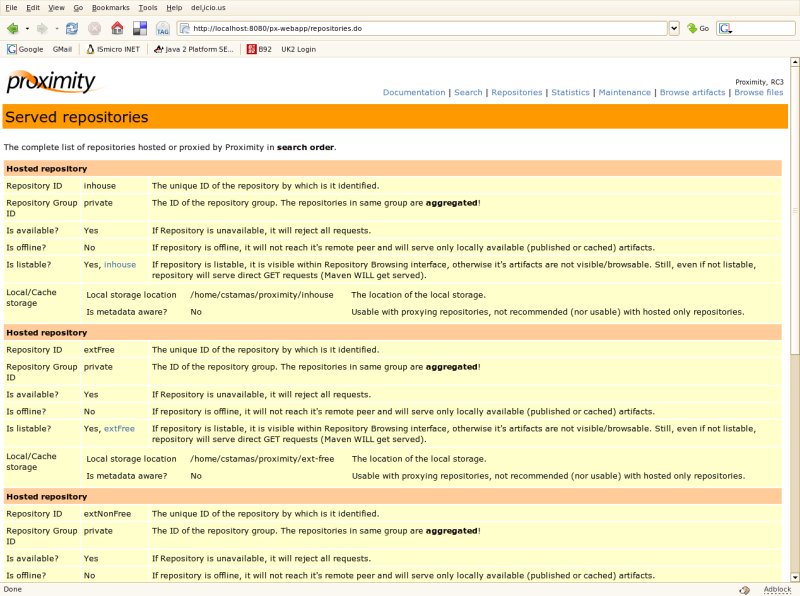 File Edit View Go Bookmarks Tools Help del.icio.us
TAG http://localhost:8080/px-webapp/repositories.do Go
Google GMail ISmicro INET Java 2 Platform SE... B92 UK2 Login
proximity
Proximity, RC3
Documentation | Search | Repositories | Statistics | Maintenance | Browse artifacts | Browse files
Served repositories
The complete list of repositories hosted or proxied by Proximity in search order.
Hosted repository
Repository ID inhouse The unique ID of the repository by which is it identified.
Repository Group private The ID of the repository group. The repositories in same group are aggregated!
ID
Is available? Yes If Repository is unavailable, it will reject all requests.
Is offline? No If repository is offline, it will not reach it's remote peer and will serve only locally available (published or cached) artifacts.
Is listable? Yes, inhouse If repository is listable, it is visible within Repository Browsing interface, otherwise it's artifacts are not visible/browsable. Still, even if not listable,
repository will serve direct GET requests (Maven WILL get served).
Local/Cache
storage
Local storage location /home/cstamas/proximity/inhouse The location of the local storage.
Is metadata aware? No Usable with proxying repositories, not recommended (nor usable) with hosted only repositories.
Hosted repository
Repository ID extFree The unique ID of the repository by which is it identified.
Repository Group private The ID of the repository group. The repositories in same group are aggregated!
ID
Is available? Yes If Repository is unavailable, it will reject all requests.
Is offline? No If repository is offline, it will not reach it's remote peer and will serve only locally available (published or cached) artifacts.
Is listable? Yes, extFree If repository is listable, it is visible within Repository Browsing interface, otherwise it's artifacts are not visible/browsable. Still, even if not listable,
repository will serve direct GET requests (Maven WILL get served).
Local/Cache
storage
Local storage location /home/cstamas/proximity/ext-free The location of the local storage.
Is metadata aware? No Usable with proxying repositories, not recommended (nor usable) with hosted only repositories.
Hosted repository
Repository ID extNonFree The unique ID of the repository by which is it identified.
Repository Group private The ID of the repository group. The repositories in same group are aggregated!
ID
Is available? Yes If Repository is unavailable, it will reject all requests.
Is offline? No If repository is offline, it will not reach it's remote peer and will serve only locally available (published or cached) artifacts.
Done Adblock